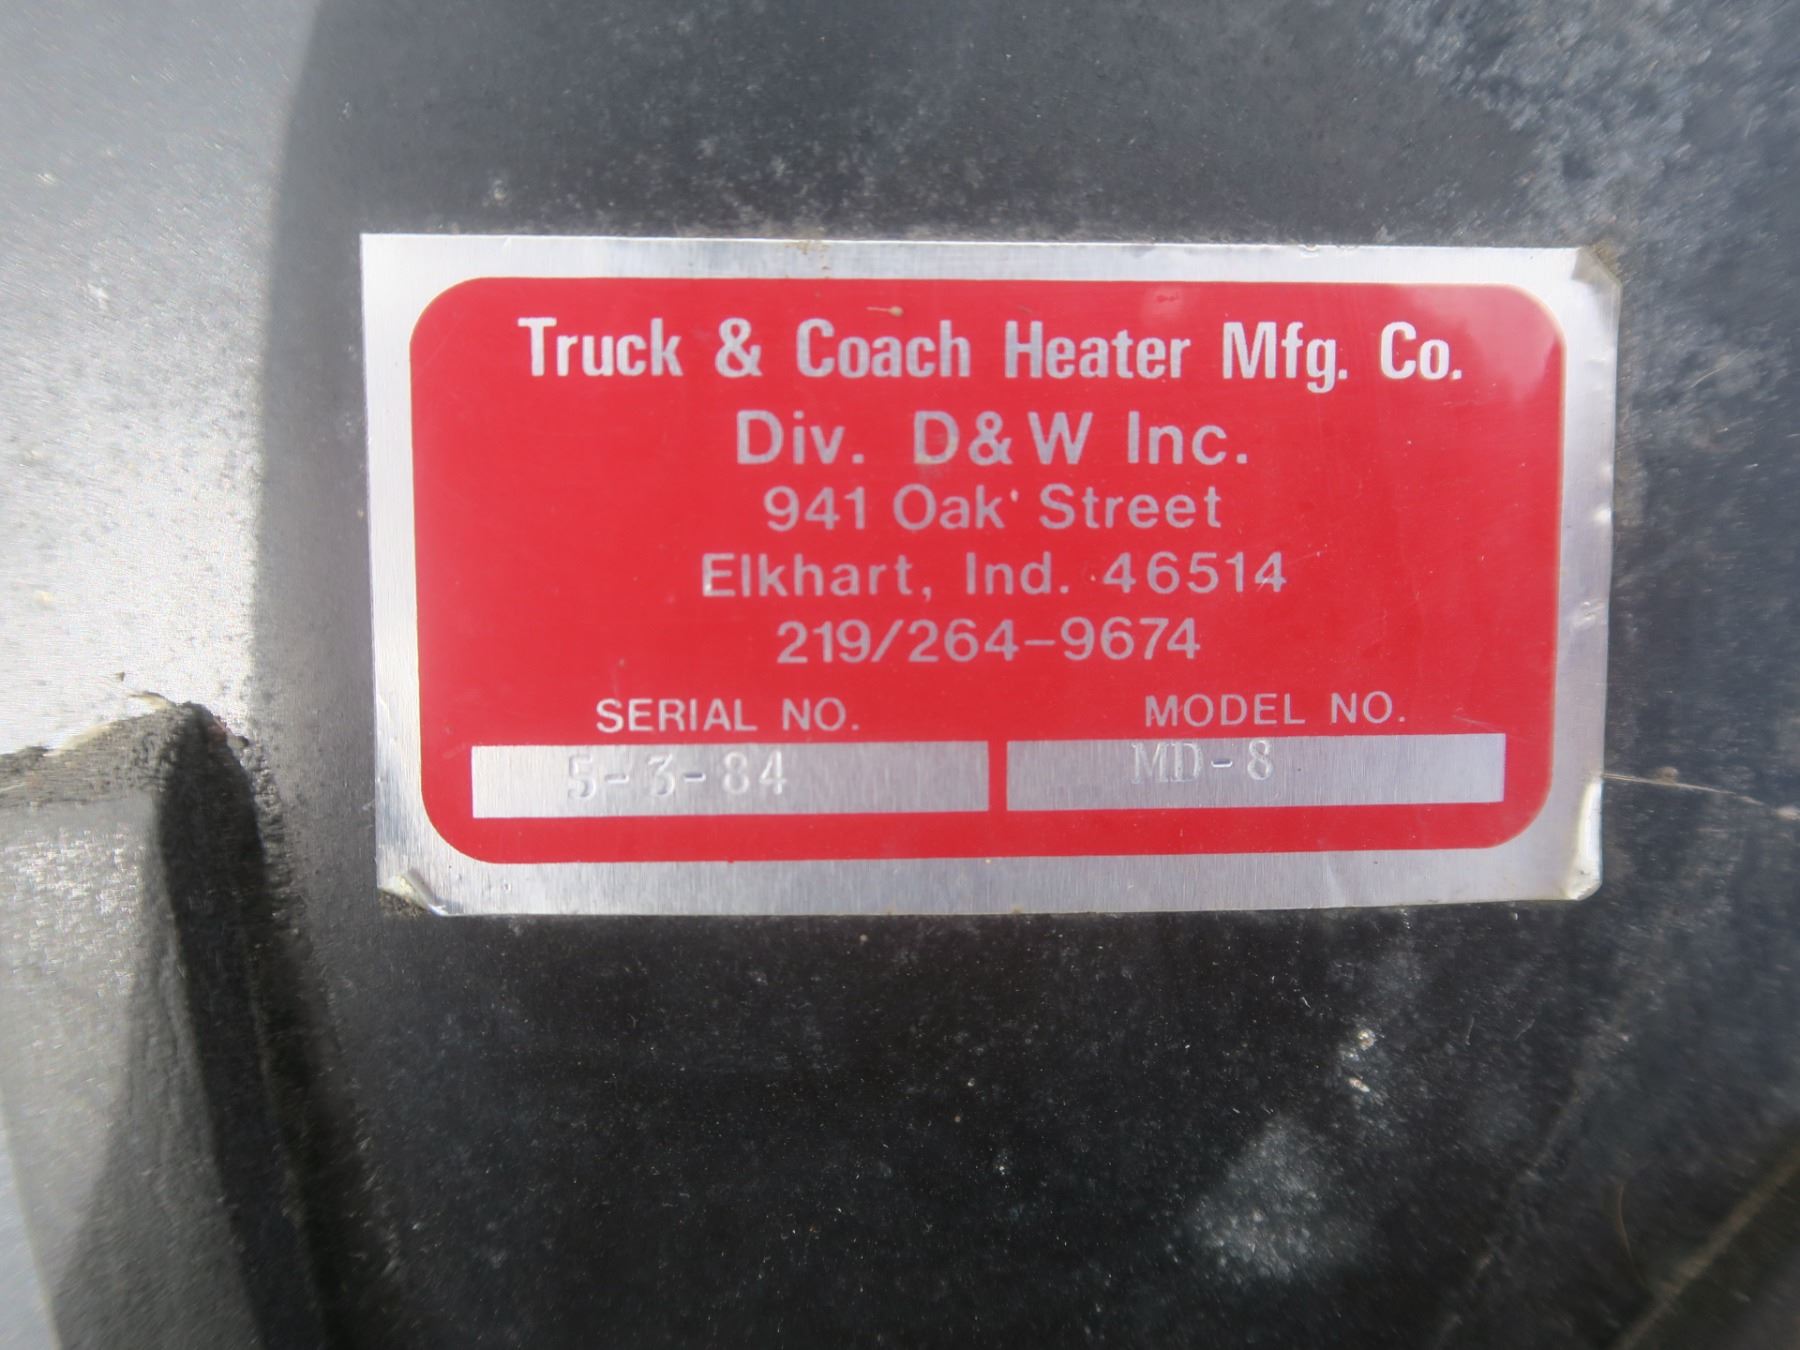 Truck & Coach Heater Mfg. Co.
Div. D&W Inc.
941 Oak Street
Elkhart, Ind. 46514
219/264-9674
SERIAL NO. MODEL NO.
5-3-84 MD-8